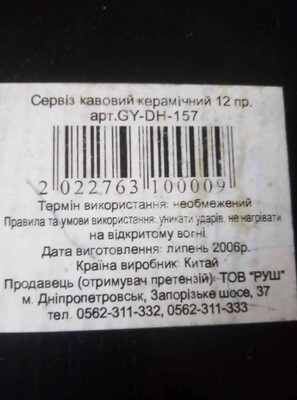 Сервіз кавовий керамічний 12 пр.
арт.GY-DH-157
2 022763 100009
Термін використання: необмежений
Правила та умови використання: уникати ударів, не нагрівати
на відкритому вогні.
Дата виготовлення: липень 2006р.
Країна виробник: Китай
Продавець (отримувач претензій): ТОВ "РУШ"
м. Дніпропетровськ, Запорізьке шосе, 37
тел. 0562-311-332, 0562-311-333